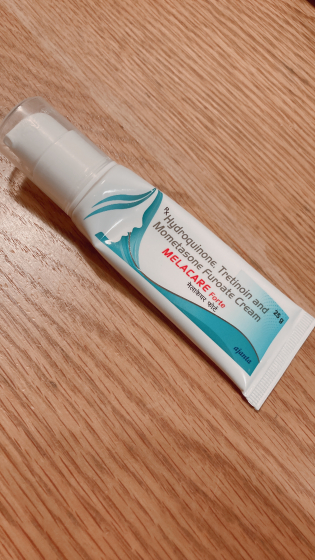 Rx Hydroquinone, Tretinoin and
Mometasone Furoate Cream
MELACARE Forte
मेलाकेयर फोर्टे
25 g
ajanta